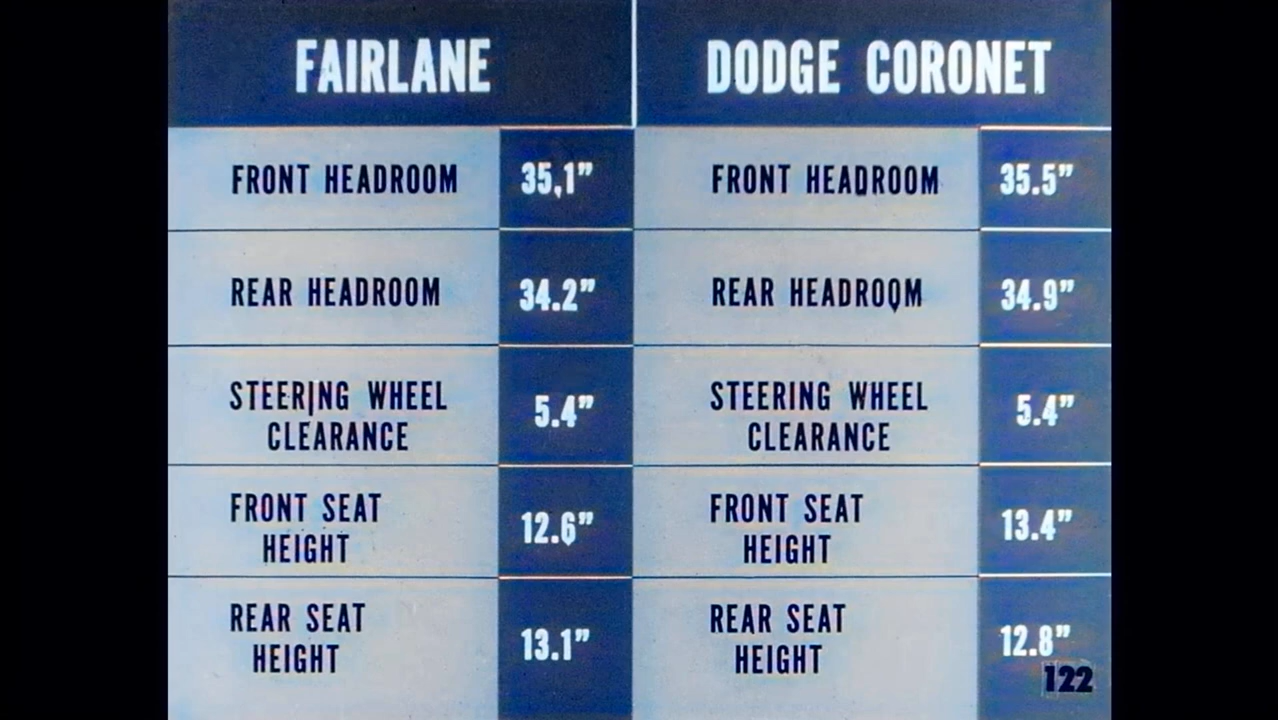 FAIRLANE DODGE CORONET
FRONT HEADROOM 35,1” FRONT HEADROOM 35.5”
REAR HEADROOM 34.2” REAR HEADROOM 34.9”
STEERING WHEEL
CLEARANCE 5.4” STEERING WHEEL
CLEARANCE 5.4”
FRONT SEAT
HEIGHT 12.6” FRONT SEAT
HEIGHT 13.4”
REAR SEAT
HEIGHT 13.1” REAR SEAT
HEIGHT 12.8”
122